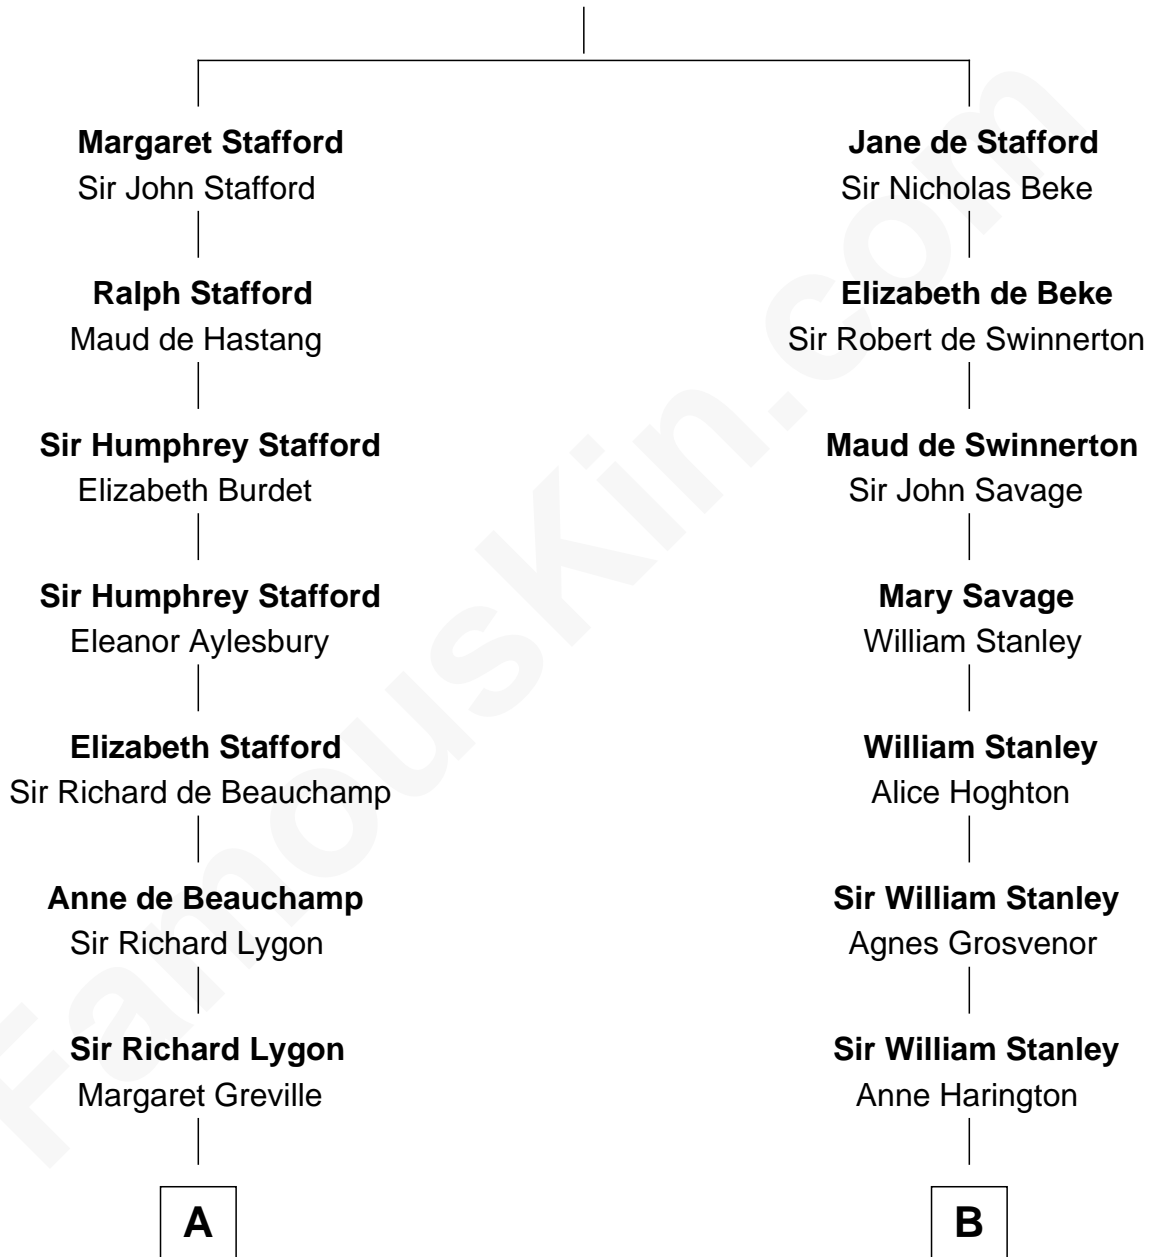 Margaret Stafford
Sir John Stafford
Jane de Stafford
Sir Nicholas Beke
Ralph Stafford
Maud de Hastang
Elizabeth de Beke
Sir Robert de Swinnerton
Sir Humphrey Stafford
Elizabeth Burdet
Maud de Swinnerton
Sir John Savage
Sir Humphrey Stafford
Eleanor Aylesbury
Mary Savage
William Stanley
Elizabeth Stafford
Sir Richard de Beauchamp
William Stanley
Alice Hoghton
Anne de Beauchamp
Sir Richard Lygon
Sir William Stanley
Agnes Grosvenor
Sir Richard Lygon
Margaret Greville
Sir William Stanley
Anne Harington
A
B
FamousKin.com